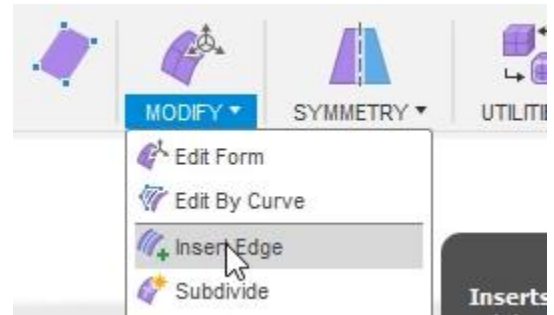 MODIFY SYMMETRY
Edit Form
Edit By Curve
Insert Edge
Subdivide
Inserts